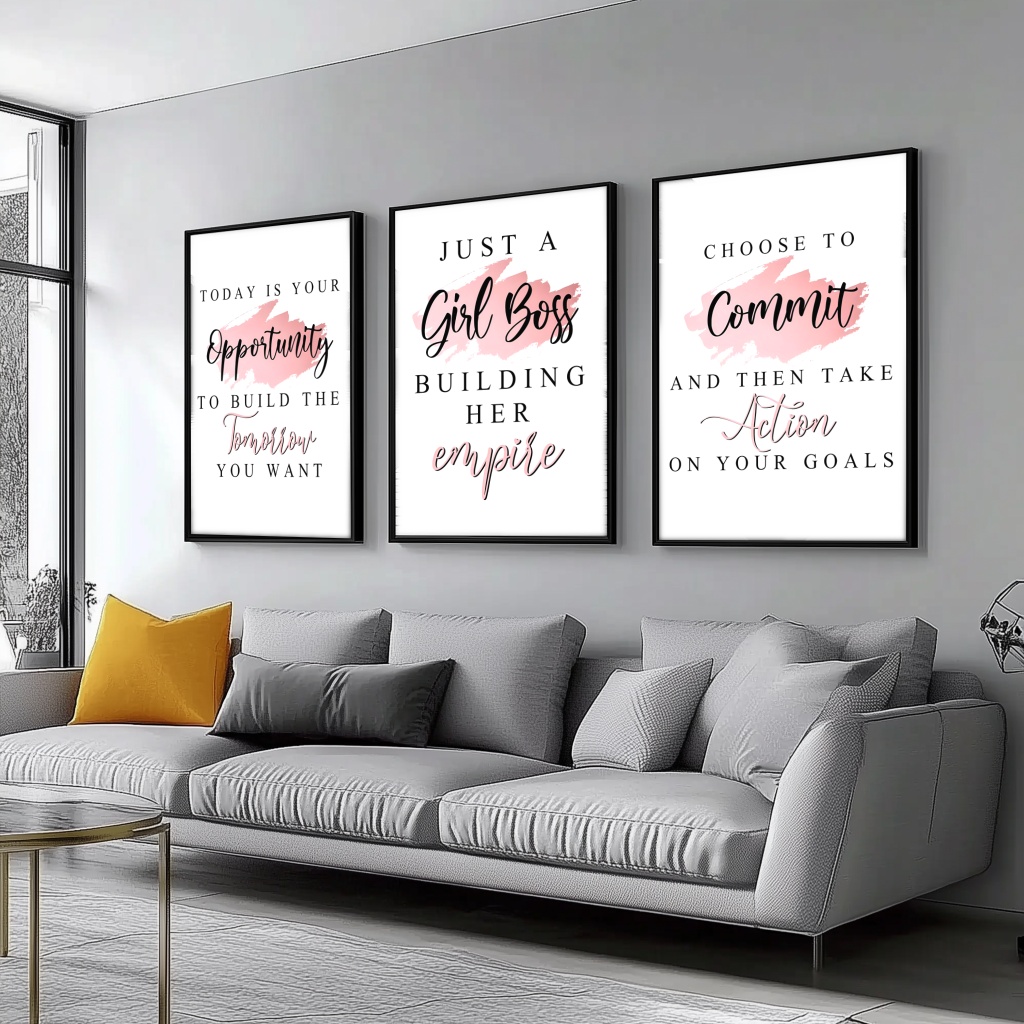 TODAY IS YOUR
Opportunity
TO BUILD THE
Tomorrow
YOU WANT
JUST A
Girl Boss
BUILDING
HER
empire
CHOOSE TO
Commit
AND THEN TAKE
Action
ON YOUR GOALS